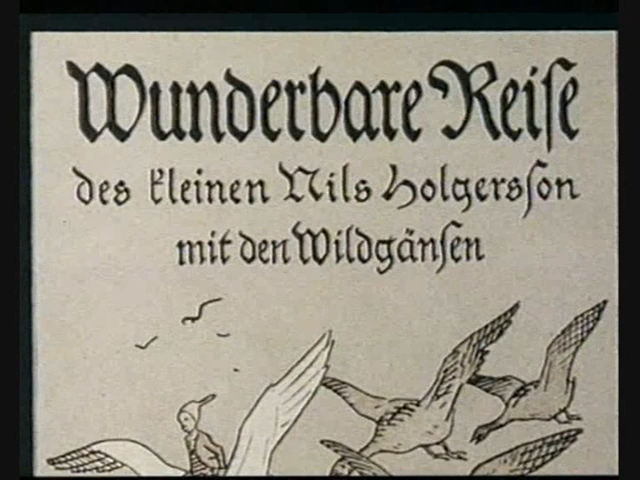 Wunderbare Reise
des kleinen Nils Holgersson
mit den Wildgänsen